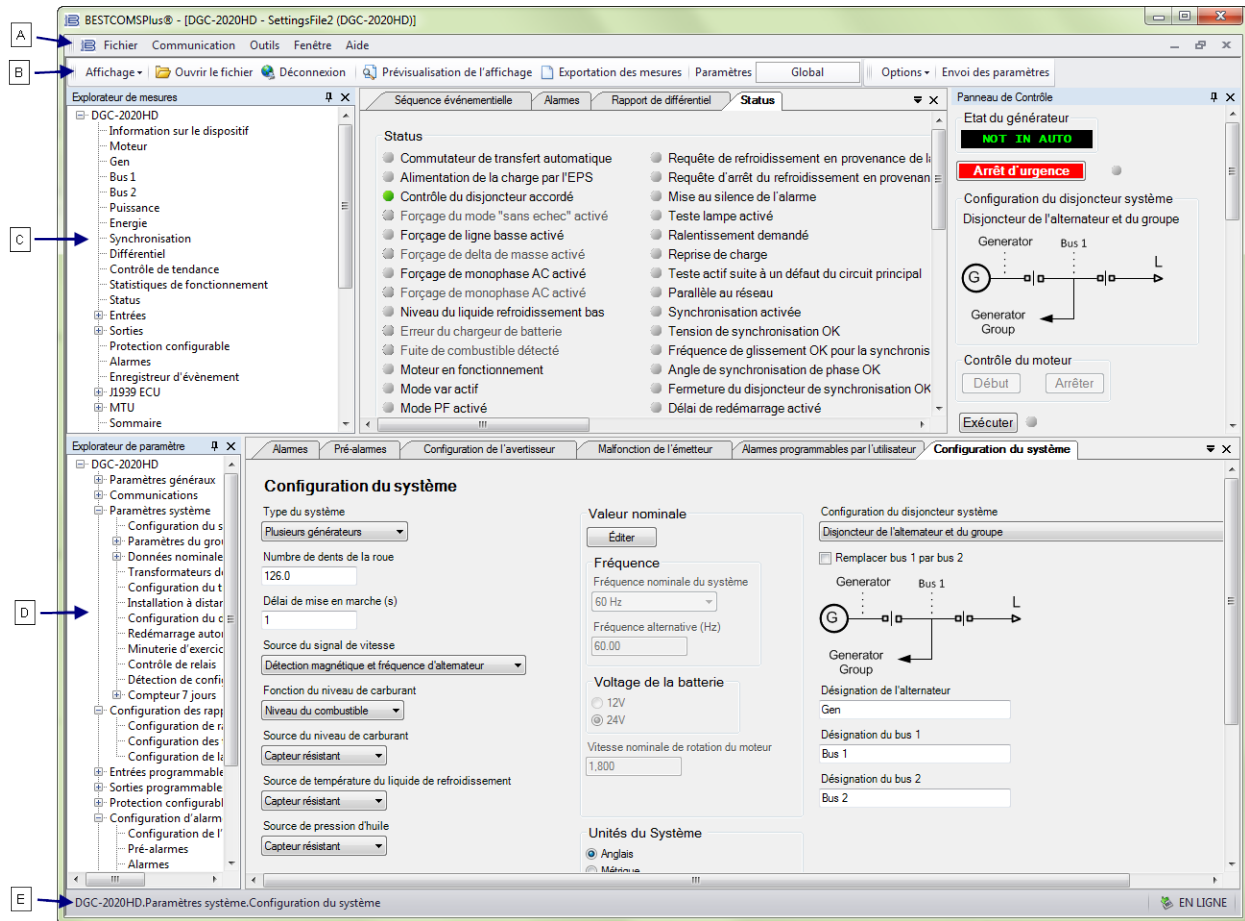 BESTCOMSPlus® - [DGC-2020HD - SettingsFile2 (DGC-2020HD)]
A
Fichier Communication Outils Fenêtre Aide
B
Affichage Ouvrir le fichier Déconnexion Prévisualisation de l'affichage Exportation des mesures Paramètres Global Options Envoi des paramètres
Explorateur de mesures
DGC-2020HD
Information sur le dispositif
Moteur
Gen
Bus 1
Bus 2
Puissance
Energie
C
Synchronisation
Différentiel
Contrôle de tendance
Statistiques de fonctionnement
Status
Entrées
Sorties
Protection configurable
Alarmes
Enregistreur d'évènement
J1939 ECU
MTU
Sommaire
Séquence événementielle Alarmes Rapport de différentiel Status
Status
Commutateur de transfert automatique
Alimentation de la charge par l'EPS
Contrôle du disjoncteur accordé
Forçage du mode "sans echec" activé
Forçage de ligne basse activé
Forçage de delta de masse activé
Forçage de monophase AC activé
Forçage de monophase AC activé
Niveau du liquide refroidissement bas
Erreur du chargeur de batterie
Fuite de combustible détecté
Moteur en fonctionnement
Mode var actif
Mode PF activé
Requête de refroidissement en provenance de l
Requête d'arrêt du refroidissement en provenan
Mise au silence de l'alarme
Teste lampe activé
Ralentissement demandé
Reprise de charge
Teste actif suite à un défaut du circuit principal
Parallèle au réseau
Synchronisation activée
Tension de synchronisation OK
Fréquence de glissement OK pour la synchronis
Angle de synchronisation de phase OK
Fermeture du disjoncteur de synchronisation OK
Délai de redémarrage activé
Panneau de Contrôle
Etat du générateur
NOT IN AUTO
Arrêt d'urgence
Configuration du disjoncteur système
Disjoncteur de l'alternateur et du groupe
Generator Bus 1
L
G
Generator
Group
Contrôle du moteur
Début Arrêter
Exécuter
Explorateur de paramètre
DGC-2020HD
Paramètres généraux
Communications
Paramètres système
Configuration du s
Paramètres du grou
Données nominale
Transformateurs d
Configuration du t
D
Installation à distar
Configuration du d
Redémarrage autor
Minuterie d'exercic
Contrôle de relais
Détection de confi
Compteur 7 jours
Configuration des rapp
Configuration de ra
Configuration des
Configuration de la
Entrées programmable
Sorties programmable
Protection configurabl
Configuration d'alarm
Configuration de l'
Pré-alarmes
Alarmes
Alarmes Pré-alarmes Configuration de l'avertisseur Malfonction de l'émetteur Alarmes programmables par l'utilisateur Configuration du système
Configuration du système
Type du système
Plusieurs générateurs
Numbre de dents de la roue
126.0
Délai de mise en marche (s)
1
Source du signal de vitesse
Détection magnétique et fréquence d'alternateur
Fonction du niveau de carburant
Niveau du combustible
Source du niveau de carburant
Capteur résistant
Source de température du liquide de refroidissement
Capteur résistant
Source de pression d'huile
Capteur résistant
Valeur nominale
Éditer
Fréquence
Fréquence nominale du système
60 Hz
Fréquence alternative (Hz)
60.00
Voltage de la batterie
12V
24V
Vitesse nominale de rotation du moteur
1,800
Unités du Système
Anglais
Métrique
Configuration du disjoncteur système
Disjoncteur de l'alternateur et du groupe
Remplacer bus 1 par bus 2
Generator Bus 1
L
G
Generator
Group
Désignation de l'alternateur
Gen
Désignation du bus 1
Bus 1
Désignation du bus 2
Bus 2
E
DGC-2020HD.Paramètres système.Configuration du système
EN LIGNE